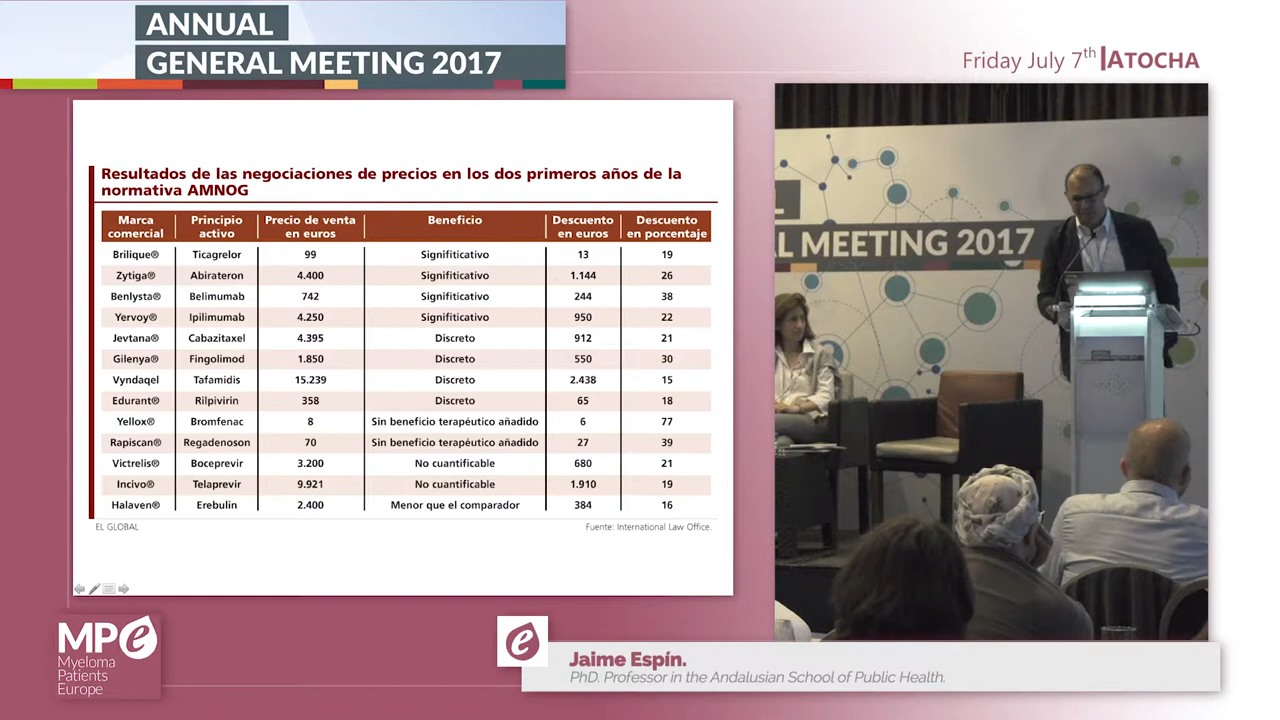 ANNUAL
GENERAL MEETING 2017
Friday July 7th | ATOCHA
Resultados de las negociaciones de precios en los dos primeros años de la
normativa AMNOG
Marca comercial Principio activo Precio de venta en euros Beneficio Descuento en euros Descuento en porcentaje
Brilique® Ticagrelor 99 Signifiticativo 13 19
Zytiga® Abirateron 4.400 Signifiticativo 1.144 26
Benlysta® Belimumab 742 Signifiticativo 244 38
Yervoy® Ipilimumab 4.250 Signifiticativo 950 22
Jevtana® Cabazitaxel 4.395 Discreto 912 21
Gilenya® Fingolimod 1.850 Discreto 550 30
Vyndaqel Tafamidis 15.239 Discreto 2.438 15
Edurant® Rilpivirin 358 Discreto 65 18
Yellox® Bromfenac 8 Sin beneficio terapéutico añadido 6 77
Rapiscan® Regadenoson 70 Sin beneficio terapéutico añadido 27 39
Victrelis® Boceprevir 3.200 No cuantificable 680 21
Incivo® Telaprevir 9.921 No cuantificable 1.910 19
Halaven® Erebulin 2.400 Menor que el comparador 384 16
EL GLOBAL Fuente: International Law Office.
L
AL MEETING 2017
MPe
Myeloma
Patients
Europe
e
Jaime Espín.
PhD. Professor in the Andalusian School of Public Health.